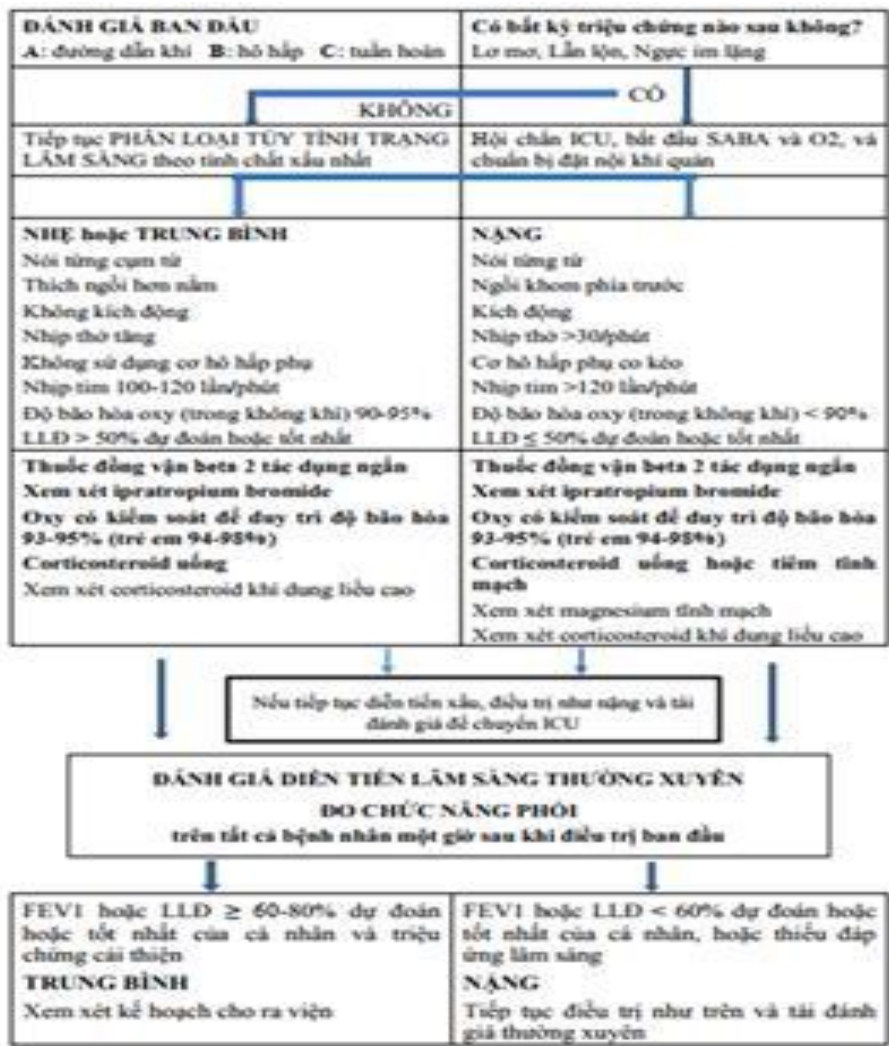 ĐÁNH GIÁ BAN ĐẦU
A: đường dẫn khí B: hô hấp C: tuần hoàn
Có bất kỳ triệu chứng nào sau không?
Lơ mơ, Lẫn lộn, Ngực im lặng
KHÔNG
CÓ
Tiếp tục PHÂN LOẠI TÙY TÌNH TRẠNG
LÂM SÀNG theo tính chất xấu nhất
Hội chẩn ICU, bắt đầu SABA và O2, và
chuẩn bị đặt nội khí quản
NHẸ hoặc TRUNG BÌNH
Nói từng cụm từ
Thích ngồi hơn nằm
Không kích động
Nhịp thở tăng
Không sử dụng cơ hô hấp phụ
Nhịp tim 100-120 lần/phút
Độ bão hòa oxy (trong không khí) 90-95%
LLĐ > 50% dự đoán hoặc tốt nhất
NẶNG
Nói từng từ
Ngồi khom phía trước
Kích động
Nhịp thở >30/phút
Cơ hô hấp phụ co kéo
Nhịp tim >120 lần/phút
Độ bão hòa oxy (trong không khí) < 90%
LLĐ ≤ 50% dự đoán hoặc tốt nhất
Thuốc đồng vận beta 2 tác dụng ngắn
Xem xét ipratropium bromide
Oxy có kiểm soát để duy trì độ bão hòa
93-95% (trẻ em 94-98%)
Corticosteroid uống
Xem xét corticosteroid khí dung liều cao
Thuốc đồng vận beta 2 tác dụng ngắn
Xem xét ipratropium bromide
Oxy có kiểm soát để duy trì độ bão hòa
93-95% (trẻ em 94-98%)
Corticosteroid uống hoặc tiêm tĩnh
mạch
Xem xét magnesium tĩnh mạch
Xem xét corticosteroid khí dung liều cao
Nếu tiếp tục diễn tiến xấu, điều trị như nặng và tái
đánh giá để chuyển ICU
ĐÁNH GIÁ DIỄN TIẾN LÂM SÀNG THƯỜNG XUYÊN
ĐO CHỨC NĂNG PHỔI
trên tất cả bệnh nhân một giờ sau khi điều trị ban đầu
FEV1 hoặc LLĐ ≥ 60-80% dự đoán
hoặc tốt nhất của cá nhân và triệu
chứng cải thiện
TRUNG BÌNH
Xem xét kế hoạch cho ra viện
FEV1 hoặc LLĐ < 60% dự đoán hoặc
tốt nhất của cá nhân, hoặc thiếu đáp
ứng lâm sàng
NẶNG
Tiếp tục điều trị như trên và tái đánh
giá thường xuyên